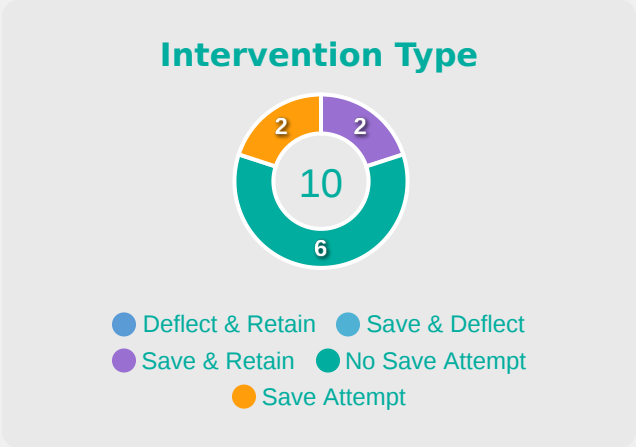 Intervention Type
2 2
10
6
Deflect & Retain Save & Deflect
Save & Retain No Save Attempt
Save Attempt